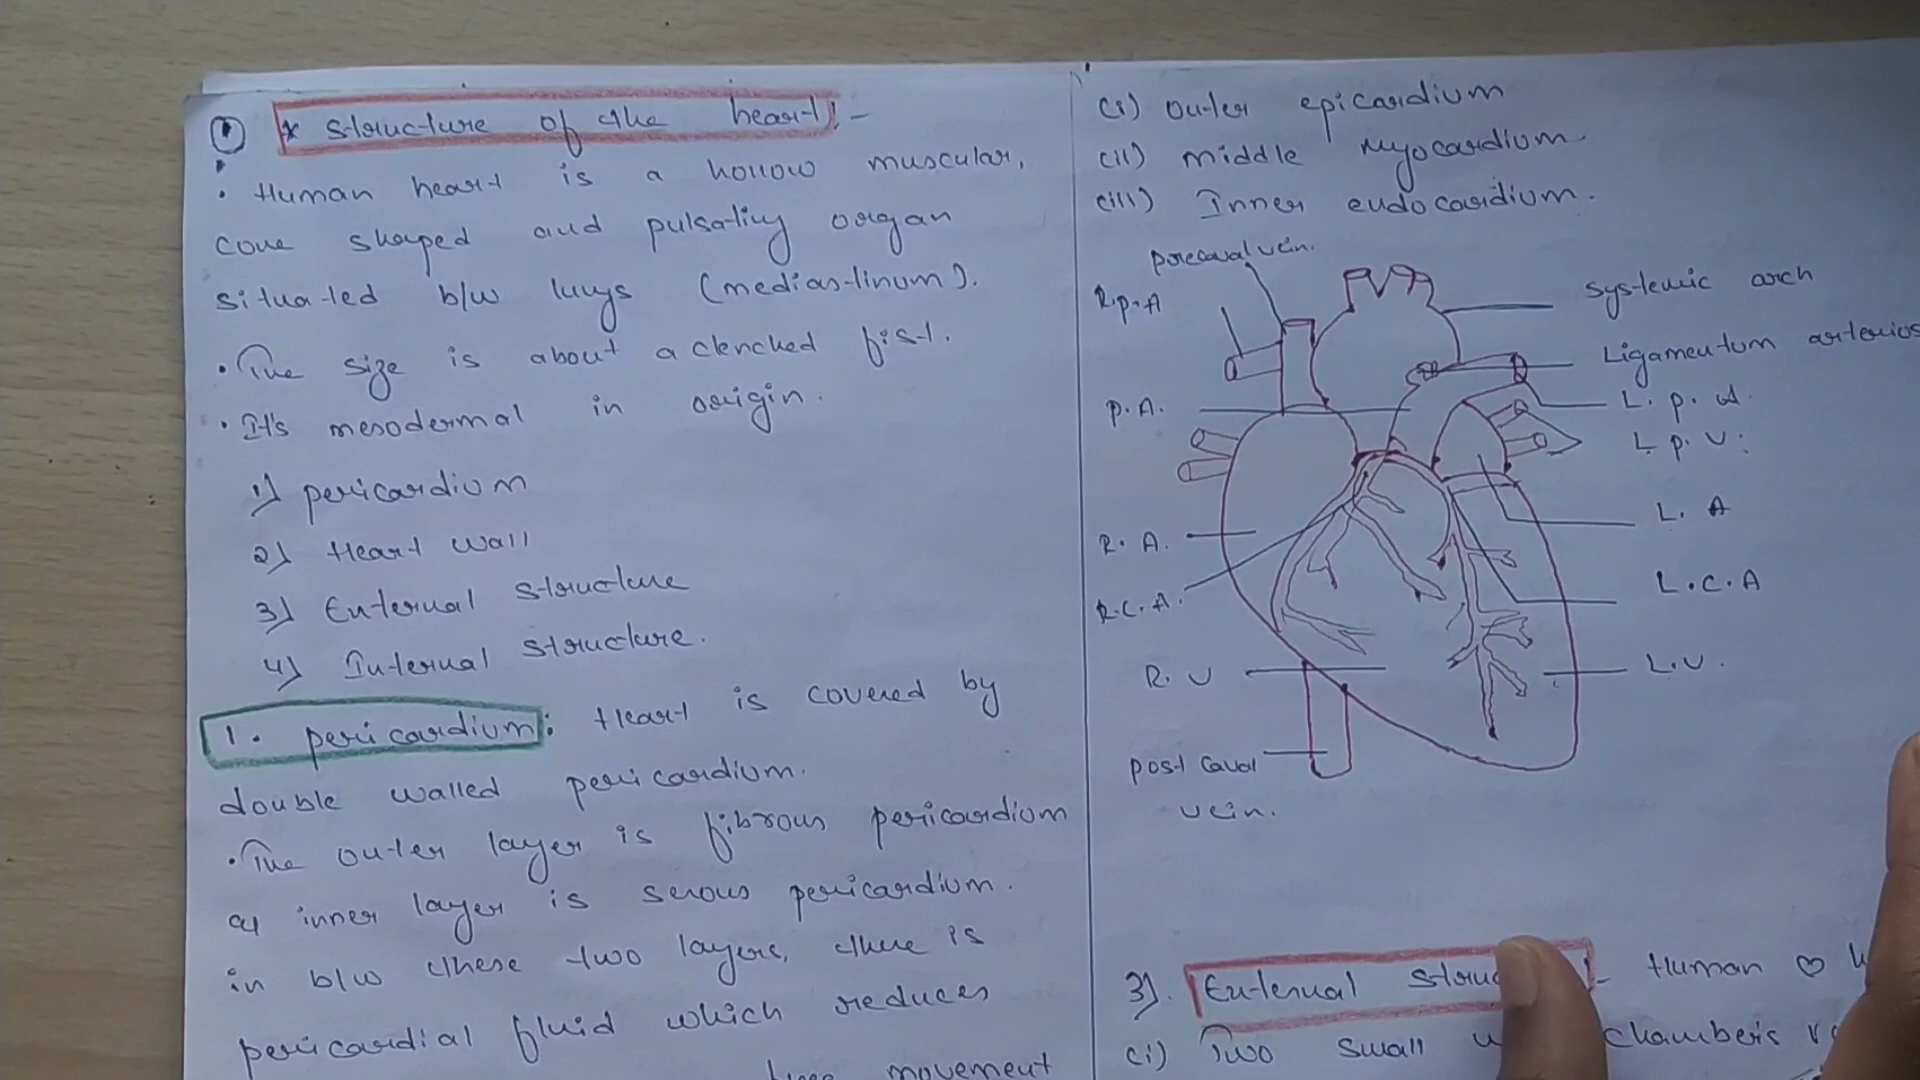 1 * Structure of the heart :-
• Human heart is a hollow muscular,
cone shaped and pulsating organ
situated b/w lungs (mediastinum).
• The size is about a clenched fist.
• It's mesodermal in origin.
1) pericardium
2) Heart wall
3) External structure
4) Internal structure.
1. pericardium : Heart is covered by
double walled pericardium.
• The outer layer is fibrous pericardium
inner layer is serous pericardium.
in b/w these two layers, there is
pericardial fluid which reduces
movement
(i) outer epicardium
(ii) middle myocardium
(iii) Inner endocardium.
precaval vein.
R.p.A
systemic arch
Ligamentum arterios
P.A.
L.p.A.
L.p.V.
R.A.
L.A
R.C.A.
L.C.A
R.V
L.V.
post caval
vein.
3). External struc :- Human ♡
(i) Two small chambers